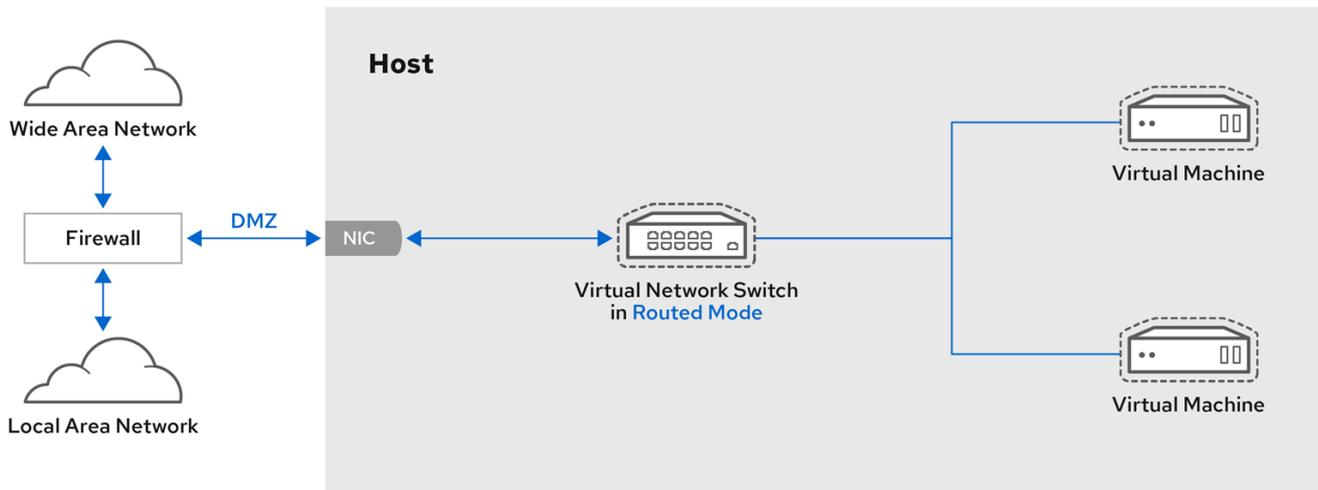 Host
Wide Area Network
Virtual Machine
DMZ
Firewall
NIC
Virtual Network Switch
in Routed Mode
Virtual Machine
Local Area Network